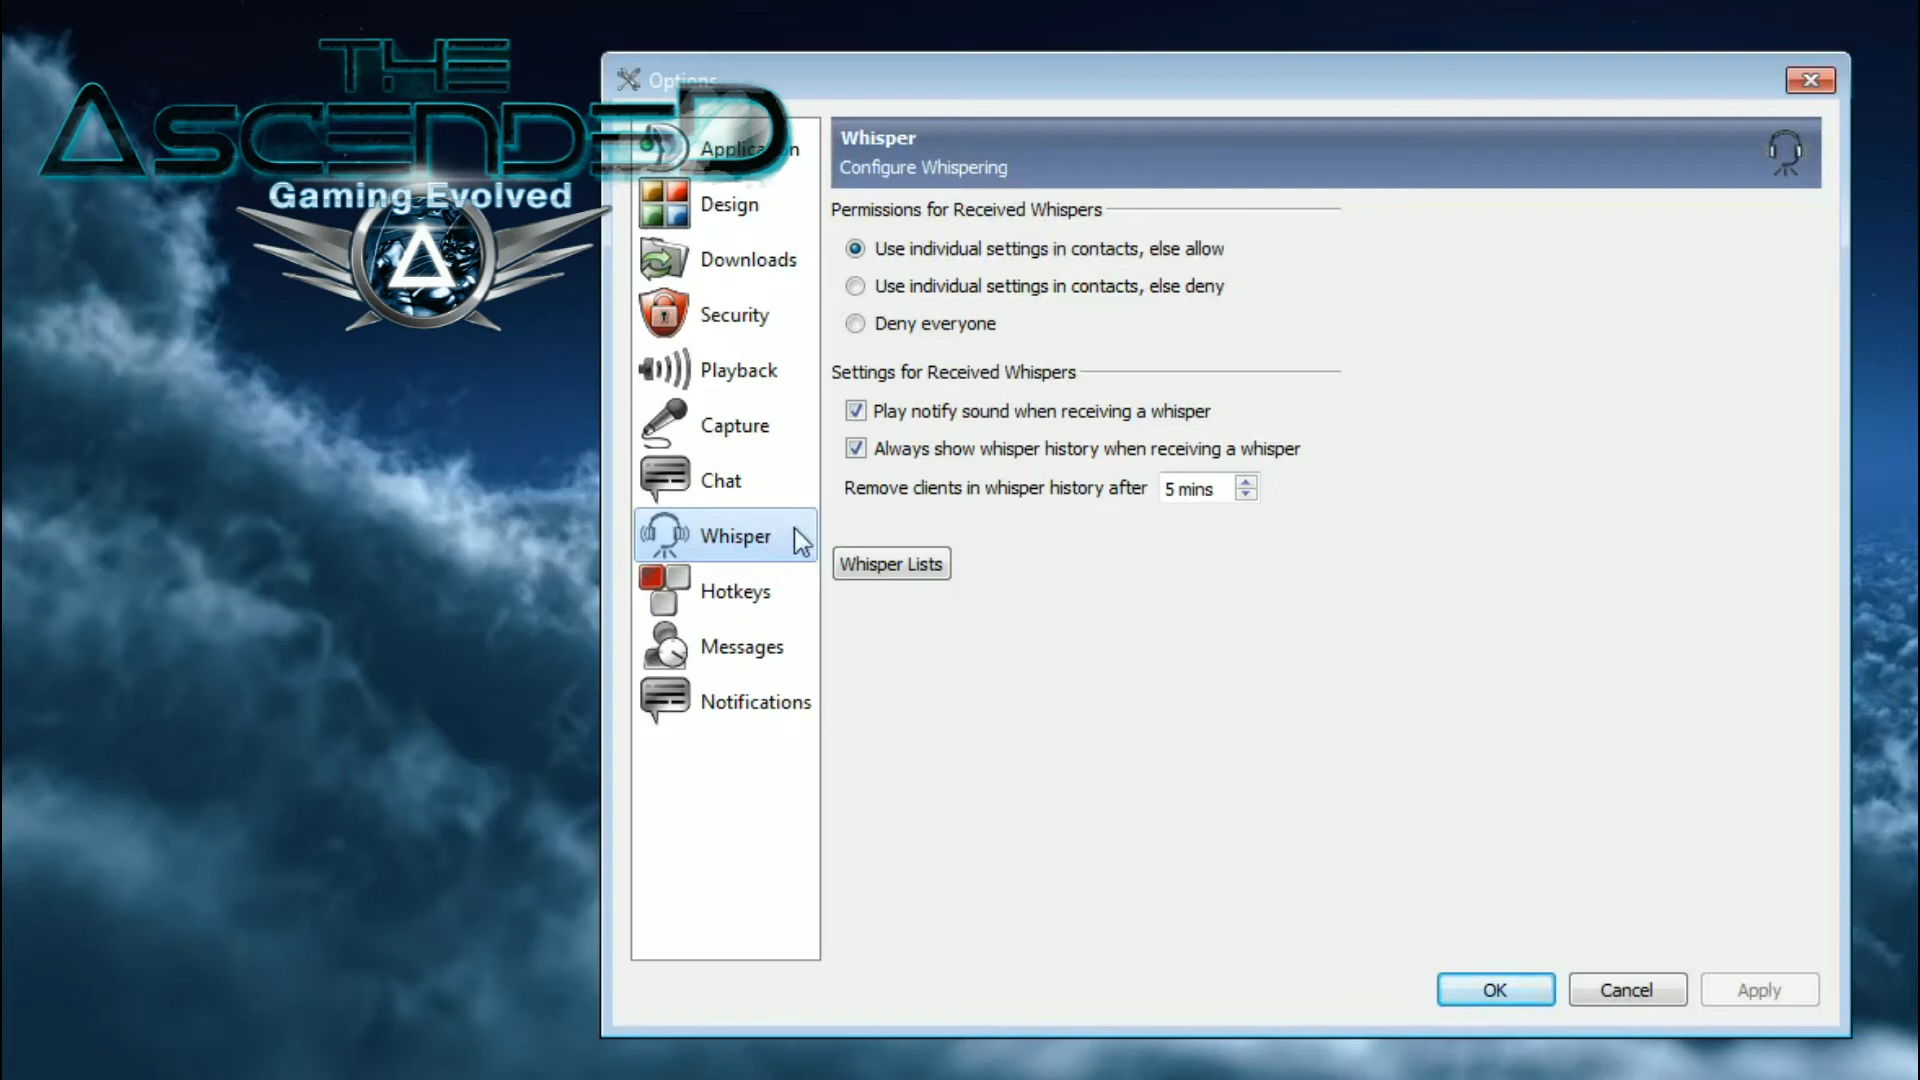 THE
ASCENDED
Gaming Evolved
Options
Application
Design
Downloads
Security
Playback
Capture
Chat
Whisper
Hotkeys
Messages
Notifications
Whisper
Configure Whispering
Permissions for Received Whispers
Use individual settings in contacts, else allow
Use individual settings in contacts, else deny
Deny everyone
Settings for Received Whispers
Play notify sound when receiving a whisper
Always show whisper history when receiving a whisper
Remove clients in whisper history after 5 mins
Whisper Lists
OK Cancel Apply